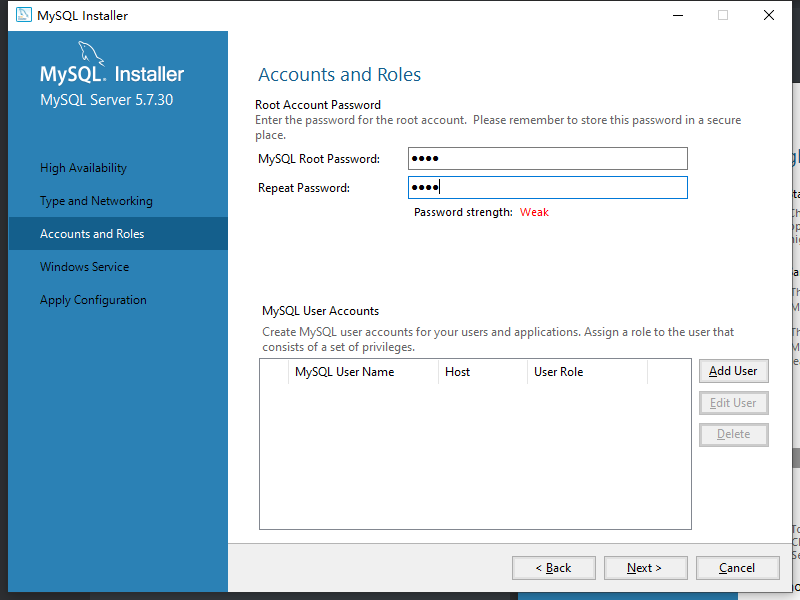 MySQL Installer
MySQL. Installer
MySQL Server 5.7.30
High Availability
Type and Networking
Accounts and Roles
Windows Service
Apply Configuration
Accounts and Roles
Root Account Password
Enter the password for the root account.  Please remember to store this password in a secure
place.
MySQL Root Password: ●●●●
Repeat Password: ●●●●
Password strength: Weak
MySQL User Accounts
Create MySQL user accounts for your users and applications. Assign a role to the user that
consists of a set of privileges.
MySQL User Name Host User Role
Add User
Edit User
Delete
< Back Next > Cancel